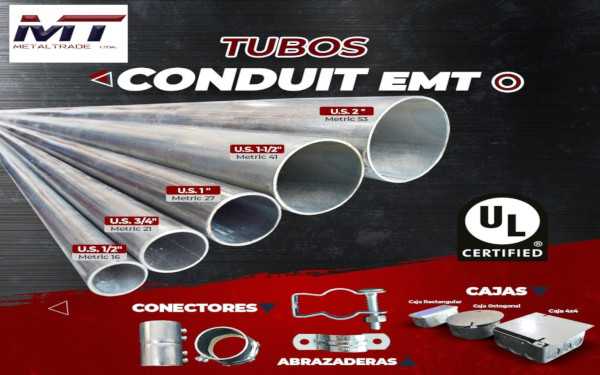 MT
METALTRADE LTDA.
TUBOS
CONDUIT EMT
U.S. 2"
Metric 53
U.S. 1-1/2"
Metric 41
U.S. 1"
Metric 27
U.S. 3/4"
Metric 21
U.S. 1/2"
Metric 16
UL
®
CERTIFIED
CONECTORES
ABRAZADERAS
CAJAS
Caja Rectangular
Caja Octogonal
Caja 4x4